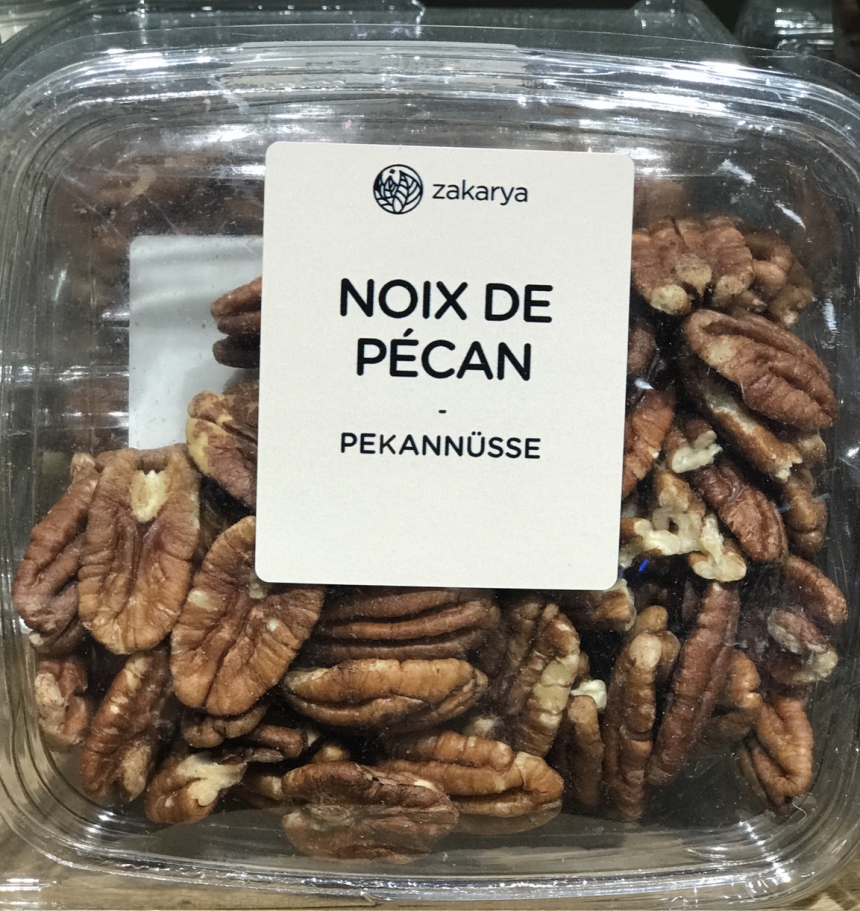 zakarya
NOIX DE
PÉCAN
-
PEKANNÜSSE